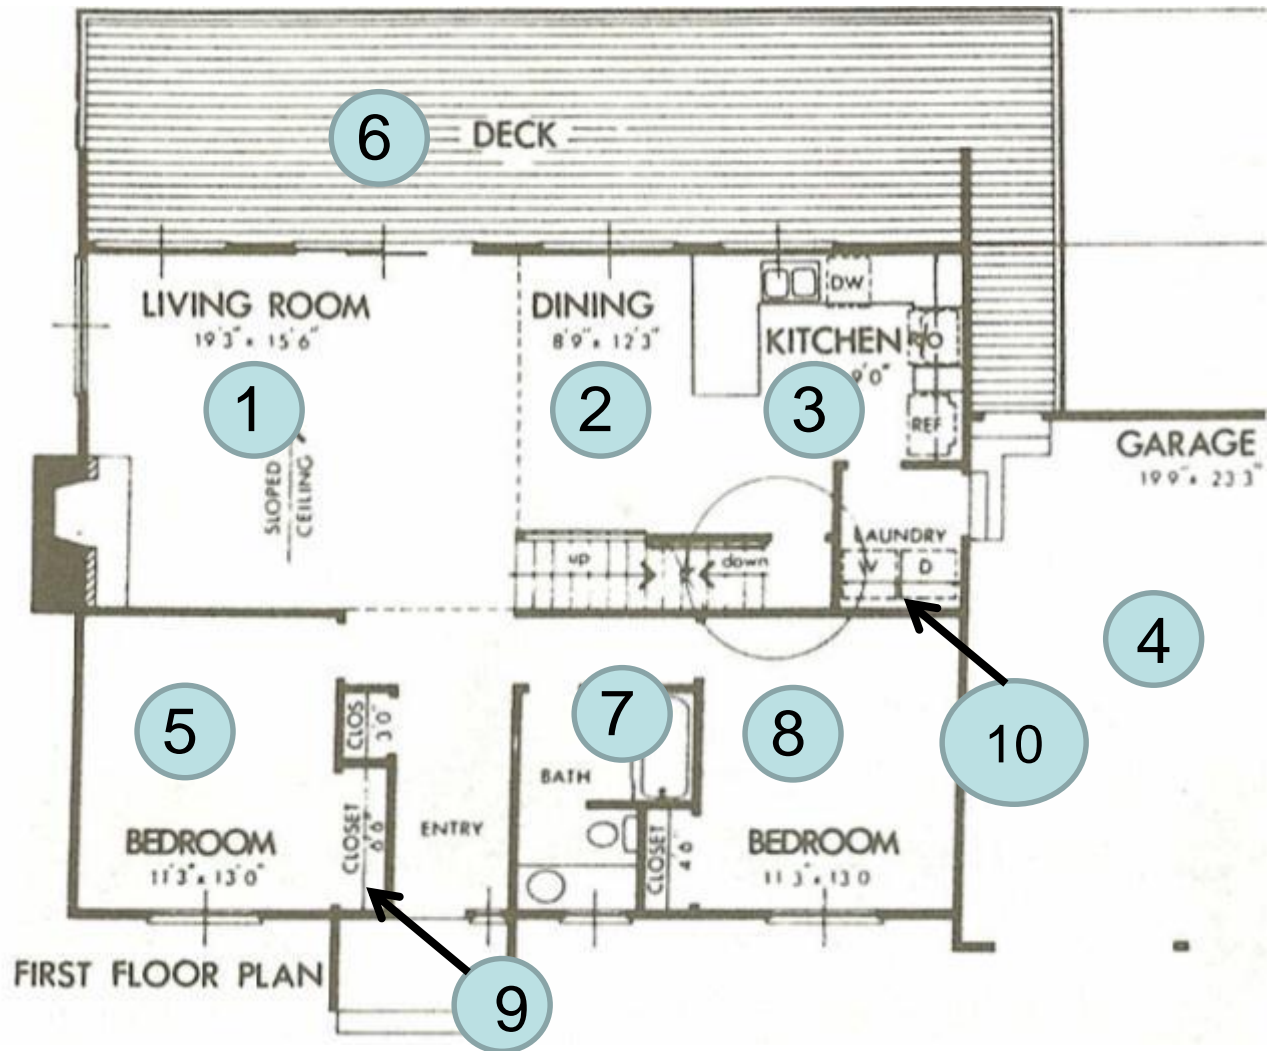 6
DECK
LIVING ROOM
19'3" x 15'6"
DINING
8'9" x 12'3"
DW
KITCHEN
9'0"
R/O
1
2
3
REF
GARAGE
19'9" x 23'3"
SLOPED
CEILING
LAUNDRY
up
down
W
D
4
5
CLOS
3'0"
7
8
10
BATH
BEDROOM
11'3" x 13'0"
CLOSET
6'6"
ENTRY
CLOSET
4'6"
BEDROOM
11'3" x 13'0
FIRST FLOOR PLAN
9